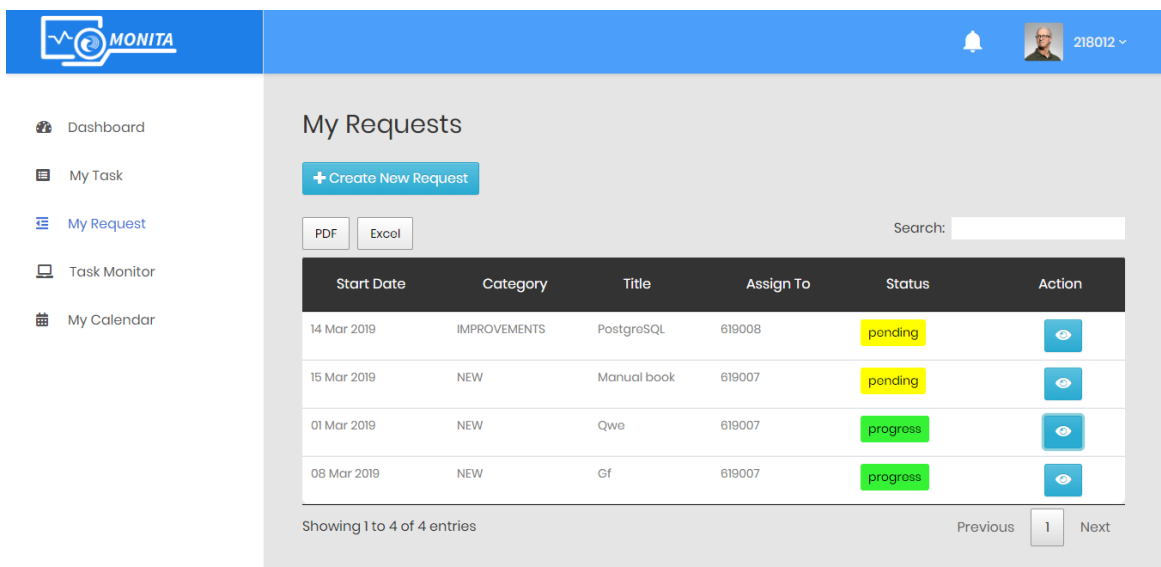 MONITA
218012
Dashboard
My Task
My Request
Task Monitor
My Calendar
My Requests
Create New Request
PDF Excel
Search:
Start Date Category Title Assign To Status Action
14 Mar 2019 IMPROVEMENTS PostgreSQL 619008 pending
15 Mar 2019 NEW Manual book 619007 pending
01 Mar 2019 NEW Qwe 619007 progress
08 Mar 2019 NEW Gf 619007 progress
Showing 1 to 4 of 4 entries
Previous 1 Next